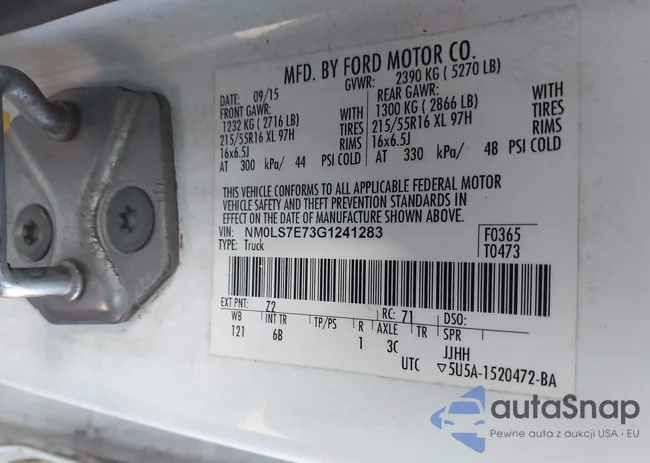 MFD. BY FORD MOTOR CO.
DATE: 09/15 GVWR: 2390 KG ( 5270 LB)
FRONT GAWR: REAR GAWR:
1232 KG ( 2716 LB) WITH 1300 KG ( 2866 LB) WITH
215/55R16 XL 97H TIRES 215/55R16 XL 97H TIRES
16x6.5J RIMS 16x6.5J RIMS
AT 300 kPa/ 44 PSI COLD AT 330 kPa/ 48 PSI COLD
THIS VEHICLE CONFORMS TO ALL APPLICABLE FEDERAL MOTOR
VEHICLE SAFETY AND THEFT PREVENTION STANDARDS IN
EFFECT ON THE DATE OF MANUFACTURE SHOWN ABOVE.
VIN: NM0LS7E73G1241283 F0365
TYPE: Truck T0473
EXT PNT: Z2 RC: 71 DSO:
WB INT TR TP/PS R AXLE TR SPR
121 6B 1 3C JJHH
UTC ▽5U5A-1520472-BA
autaSnap
Pewne auta z aukcji USA i EU